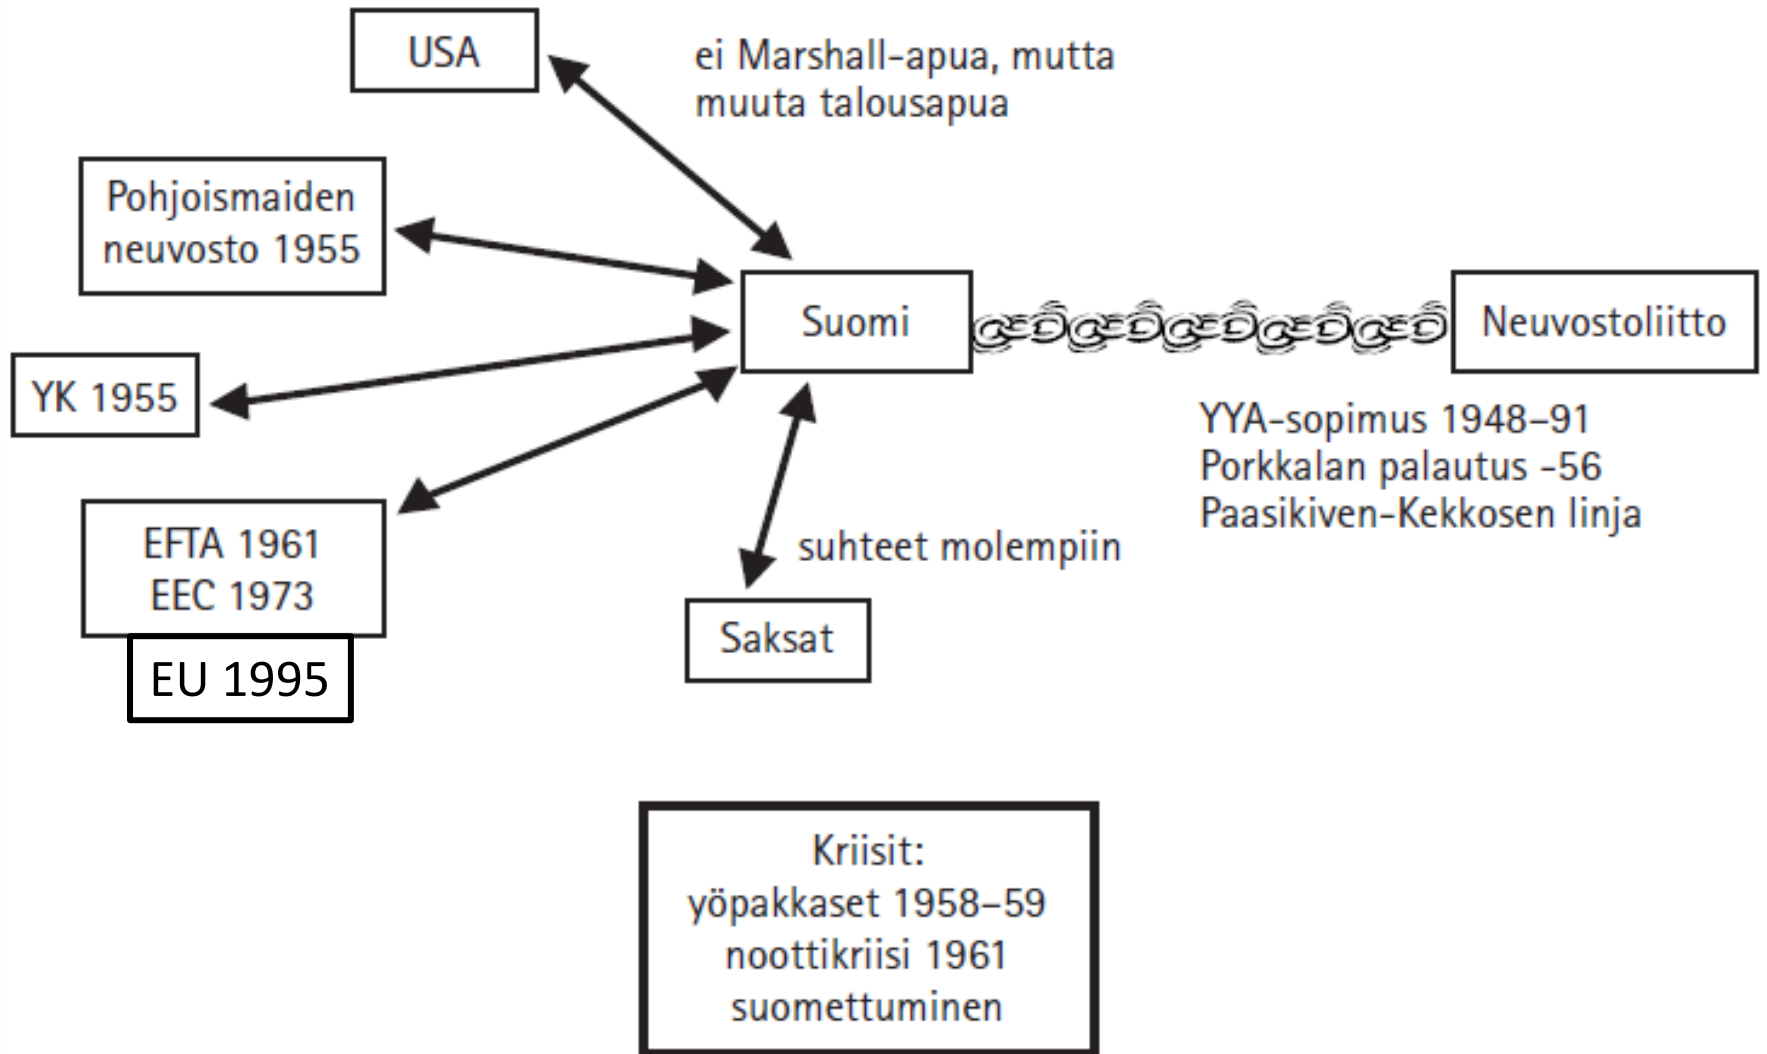 USA
ei Marshall-apua, mutta
muuta talousapua
Pohjoismaiden
neuvosto 1955
Suomi
Neuvostoliitto
YK 1955
YYA-sopimus 1948–91
Porkkalan palautus -56
Paasikiven-Kekkosen linja
EFTA 1961
EEC 1973
EU 1995
suhteet molempiin
Saksat
Kriisit:
yöpakkaset 1958–59
noottikriisi 1961
suomettuminen